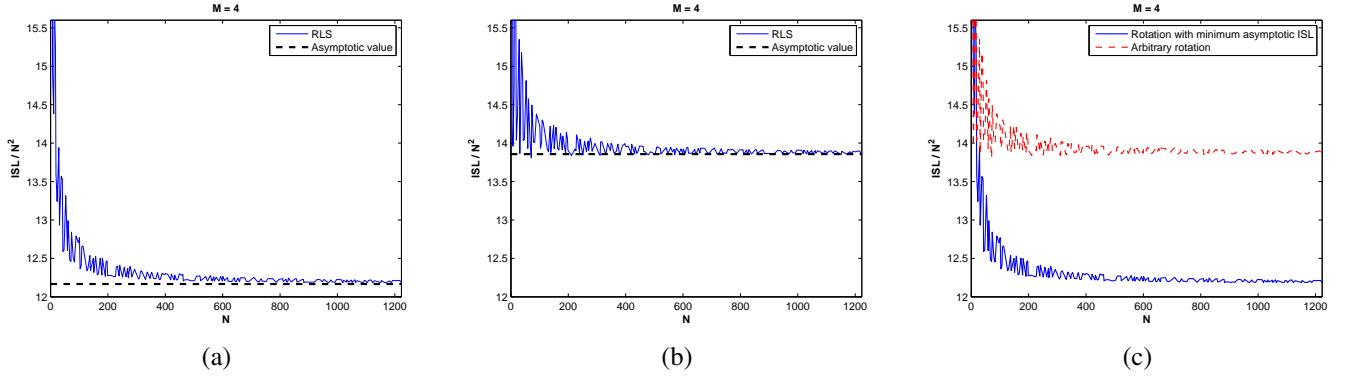 M = 4
15.5
15
14.5
14
13.5
13
12.5
12
ISL / N²
0 200 400 600 800 1000 1200
N
RLS
Asymptotic value
(a)
M = 4
15.5
15
14.5
14
13.5
13
12.5
12
ISL / N²
0 200 400 600 800 1000 1200
N
RLS
Asymptotic value
(b)
M = 4
15.5
15
14.5
14
13.5
13
12.5
12
ISL / N²
0 200 400 600 800 1000 1200
N
Rotation with minimum asymptotic ISL
Arbitrary rotation
(c)